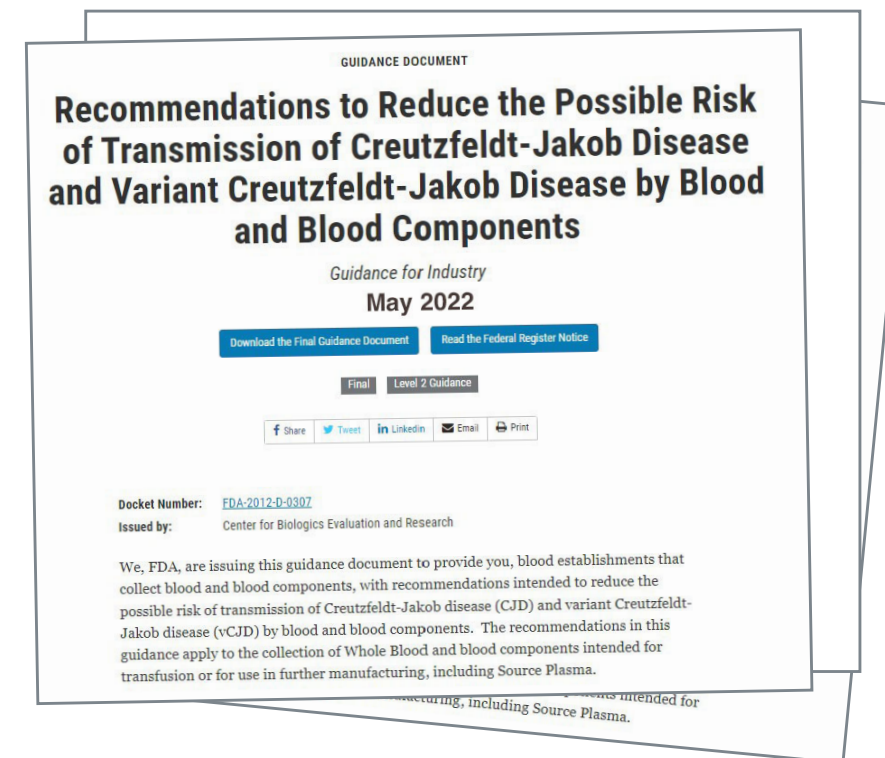 GUIDANCE DOCUMENT
Recommendations to Reduce the Possible Risk
of Transmission of Creutzfeldt-Jakob Disease
and Variant Creutzfeldt-Jakob Disease by Blood
and Blood Components
Guidance for Industry
May 2022
Download the Final Guidance Document Read the Federal Register Notice
Final Level 2 Guidance
Share Tweet Linkedin Email Print
Docket Number: FDA-2012-D-0307
Issued by: Center for Biologics Evaluation and Research
We, FDA, are issuing this guidance document to provide you, blood establishments that
collect blood and blood components, with recommendations intended to reduce the
possible risk of transmission of Creutzfeldt-Jakob disease (CJD) and variant Creutzfeldt-
Jakob disease (vCJD) by blood and blood components. The recommendations in this
guidance apply to the collection of Whole Blood and blood components intended for
transfusion or for use in further manufacturing, including Source Plasma.
intended for
including Source Plasma.